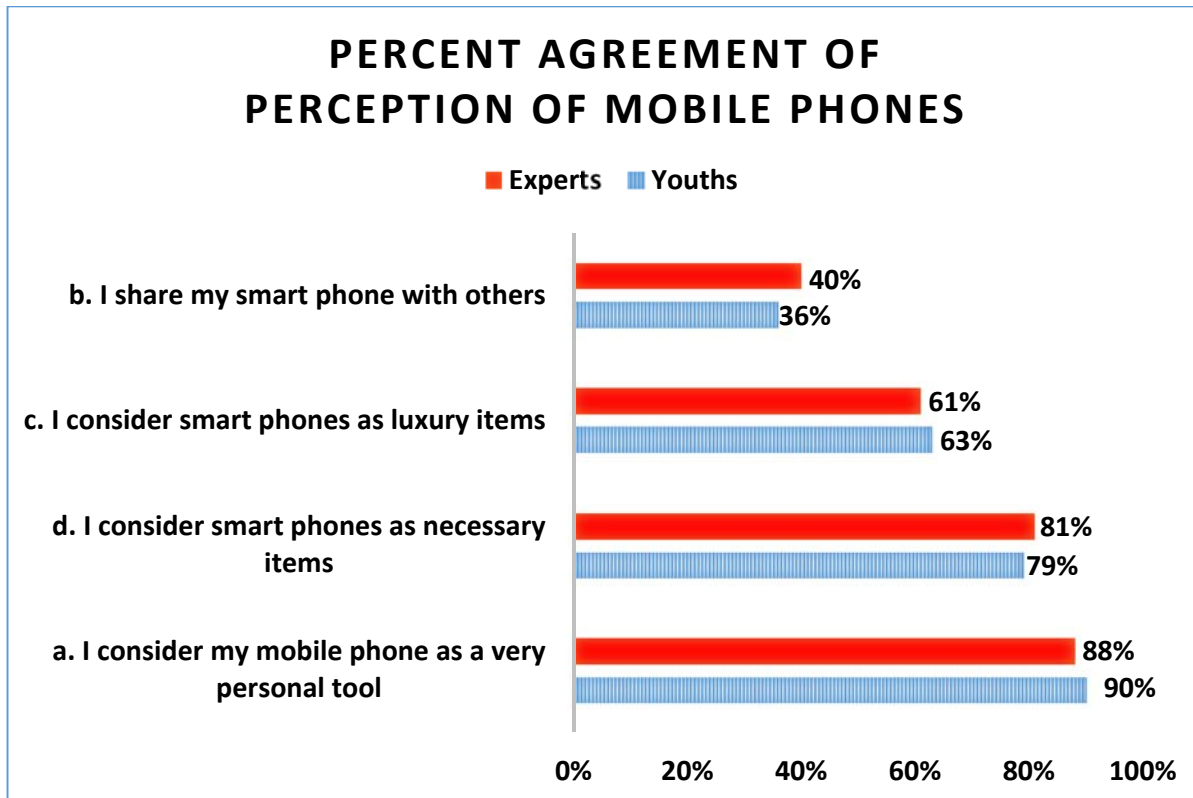 PERCENT AGREEMENT OF
PERCEPTION OF MOBILE PHONES
Experts Youths
b. I share my smart phone with others
40%
36%
c. I consider smart phones as luxury items
61%
63%
d. I consider smart phones as necessary
items
81%
79%
a. I consider my mobile phone as a very
personal tool
88%
90%
0% 20% 40% 60% 80% 100%